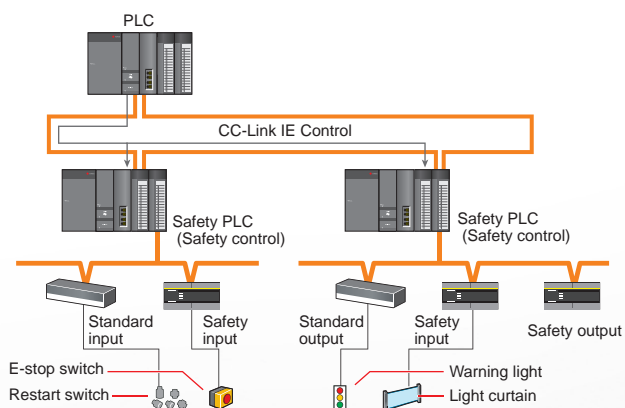 PLC
CC-Link IE Control
Safety PLC
(Safety control)
Safety PLC
(Safety control)
Standard
input
Safety
input
Standard
output
Safety
input
Safety output
E-stop switch
Restart switch
Warning light
Light curtain